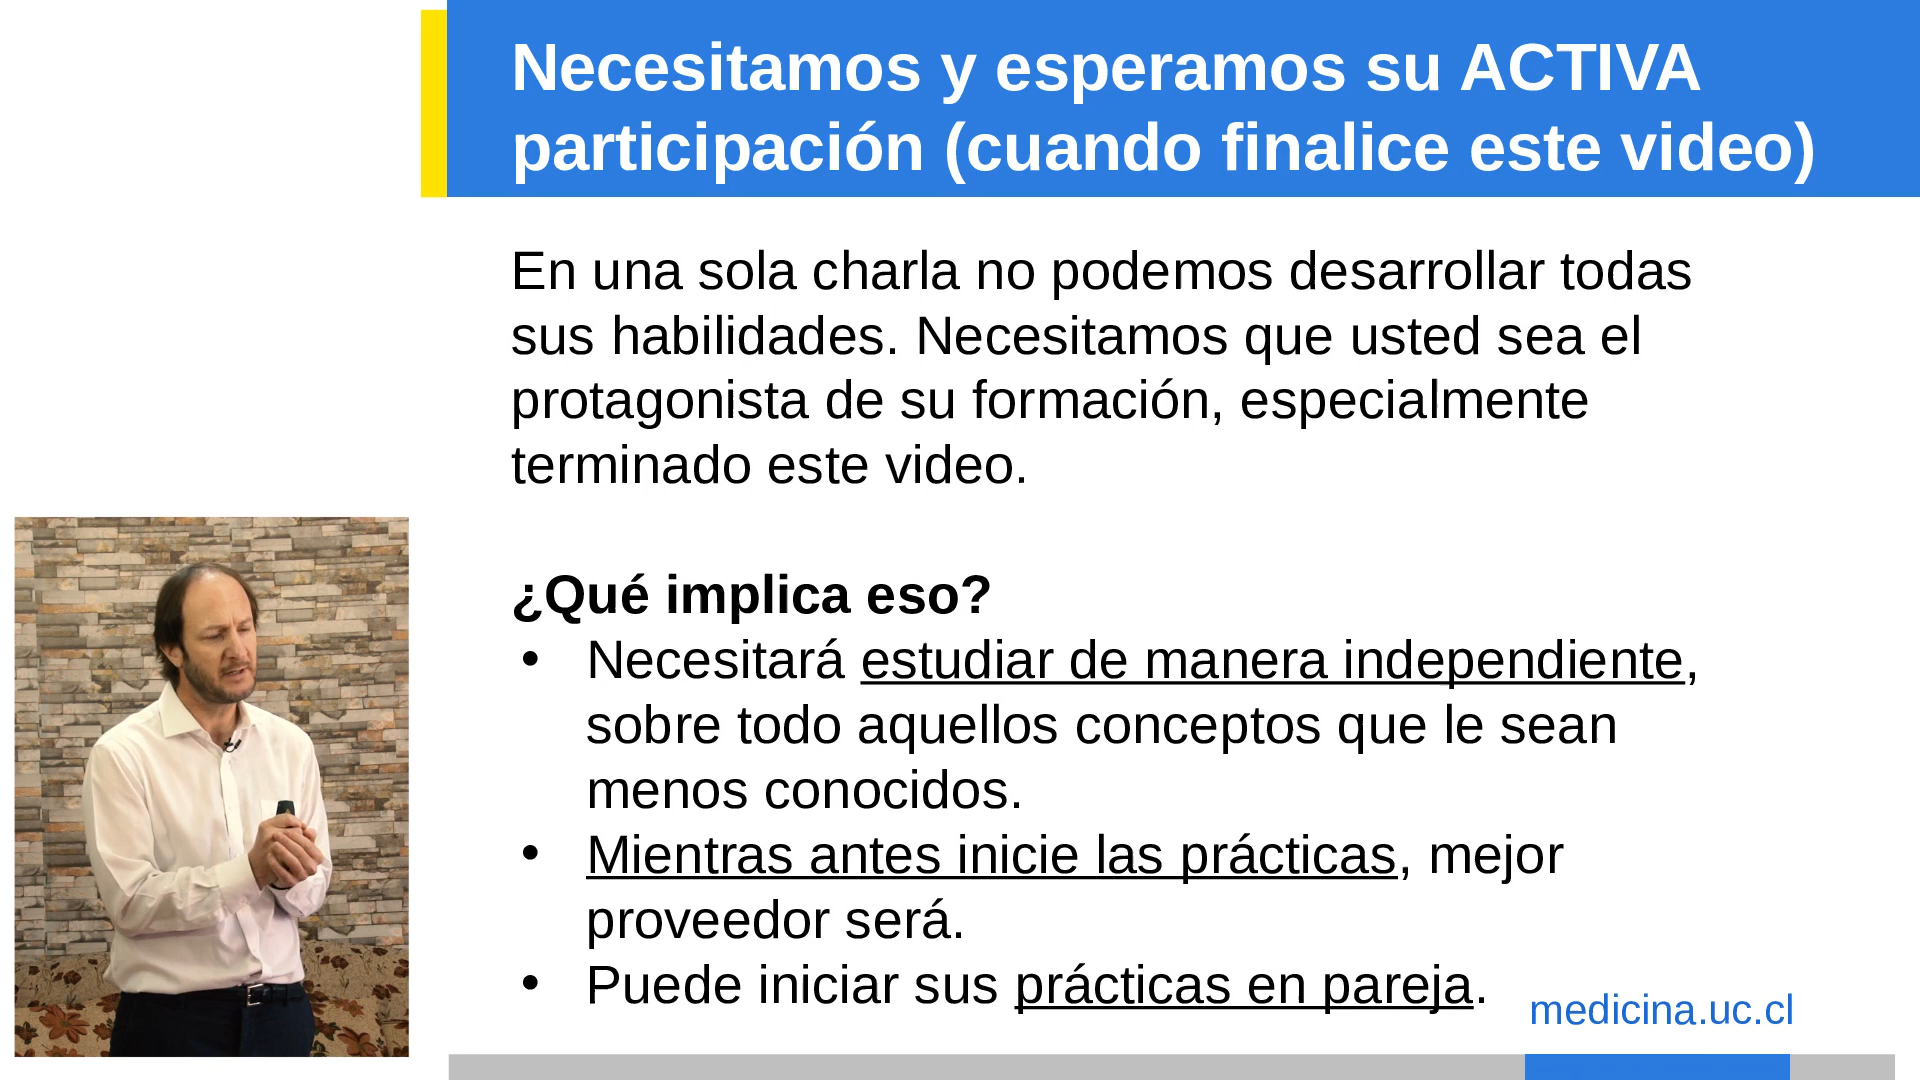 Necesitamos y esperamos su ACTIVA
participación (cuando finalice este video)
En una sola charla no podemos desarrollar todas
sus habilidades. Necesitamos que usted sea el
protagonista de su formación, especialmente
terminado este video.
¿Qué implica eso?
• Necesitará estudiar de manera independiente,
sobre todo aquellos conceptos que le sean
menos conocidos.
• Mientras antes inicie las prácticas, mejor
proveedor será.
• Puede iniciar sus prácticas en pareja.
medicina.uc.cl